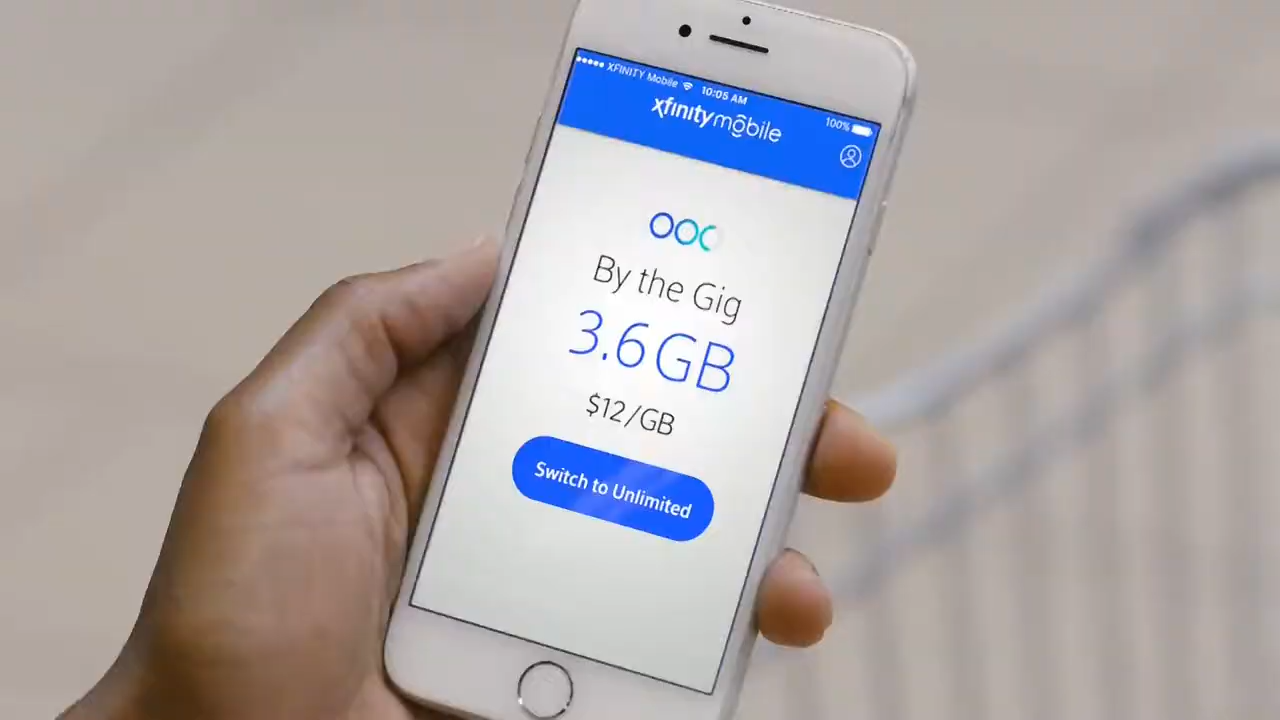 XFINITY Mobile 10:05 AM 100%
xfinity mobile
By the Gig
3.6GB
$12/GB
Switch to Unlimited